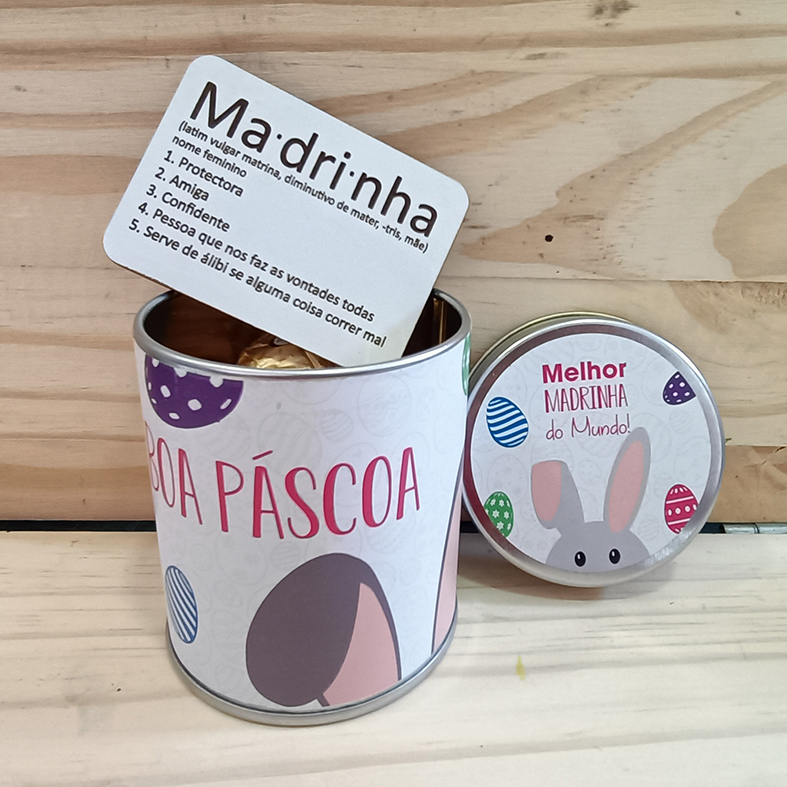 Ma·dri·nha
(latim vulgar matrina, diminutivo de mater, -tris, mãe)
nome feminino
1. Protectora
2. Amiga
3. Confidente
4. Pessoa que nos faz as vontades todas
5. Serve de álibi se alguma coisa correr mal
BOA PÁSCOA
Melhor
MADRINHA
do Mundo!